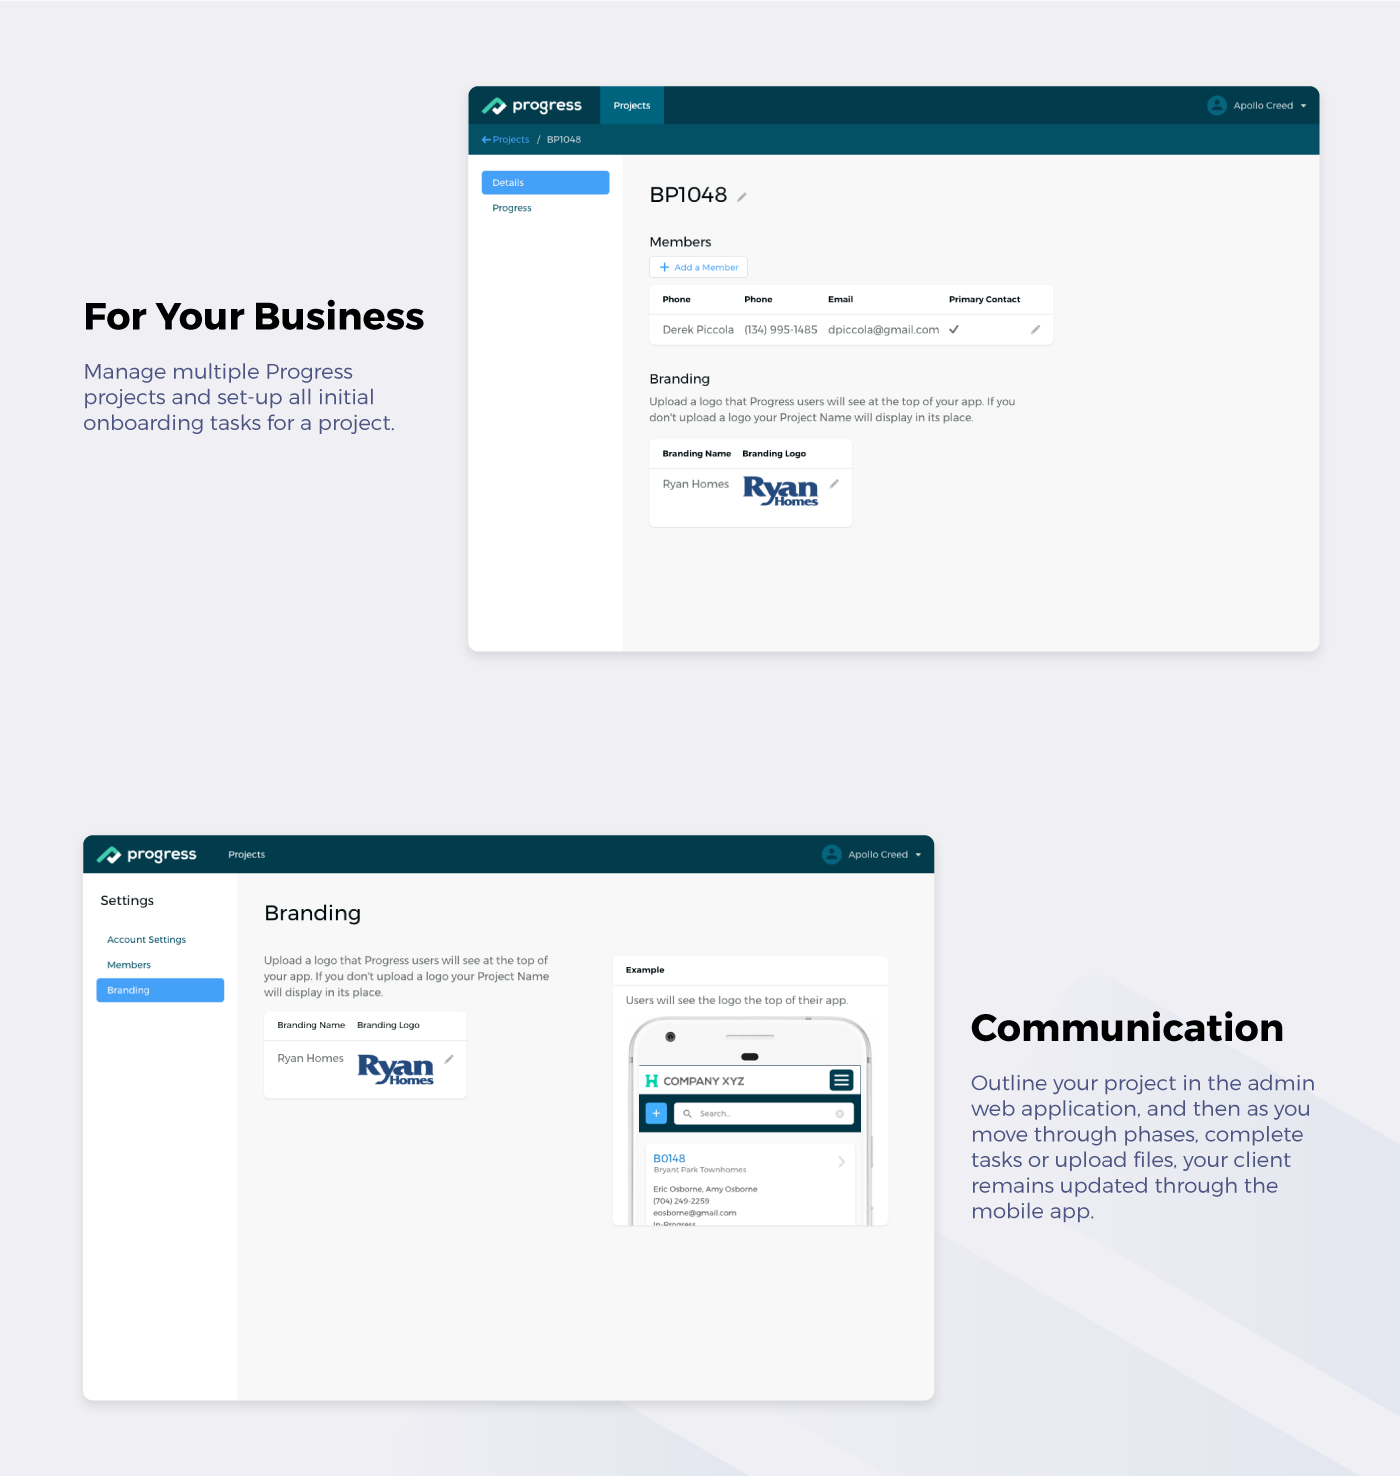 progress
Projects
Apollo Creed
Projects / BP1048
Details
Progress
BP1048
Members
+ Add a Member
Phone Phone Email Primary Contact
Derek Piccola (134) 995-1485 dpiccola@gmail.com
Branding
Upload a logo that Progress users will see at the top of your app. If you
don't upload a logo your Project Name will display in its place.
Branding Name Branding Logo
Ryan Homes
Ryan
Homes
For Your Business
Manage multiple Progress
projects and set-up all initial
onboarding tasks for a project.
progress
Projects
Apollo Creed
Settings
Account Settings
Members
Branding
Branding
Upload a logo that Progress users will see at the top of
your app. If you don't upload a logo your Project Name
will display in its place.
Branding Name Branding Logo
Ryan Homes
Ryan
Homes
Example
Users will see the logo the top of their app.
COMPANY XYZ
+
Search...
B0148
Bryant Park Townhomes
Eric Osborne, Amy Osborne
(704) 249-2259
eosborne@gmail.com
In-Progress
Communication
Outline your project in the admin
web application, and then as you
move through phases, complete
tasks or upload files, your client
remains updated through the
mobile app.